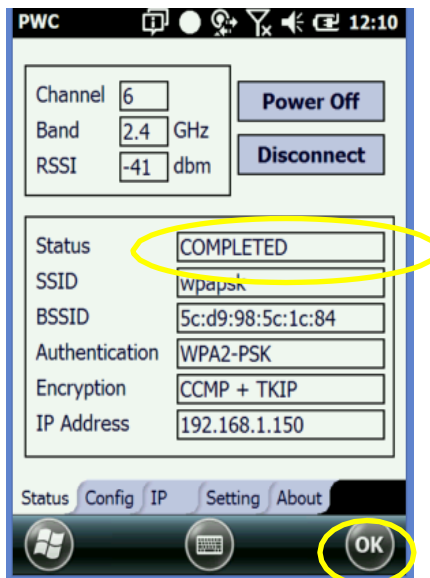 PWC 12:10
Channel 6
Power Off
Band 2.4 GHz
Disconnect
RSSI -41 dbm
Status COMPLETED
SSID wpapsk
BSSID 5c:d9:98:5c:1c:84
Authentication WPA2-PSK
Encryption CCMP + TKIP
IP Address 192.168.1.150
Status Config IP Setting About
OK